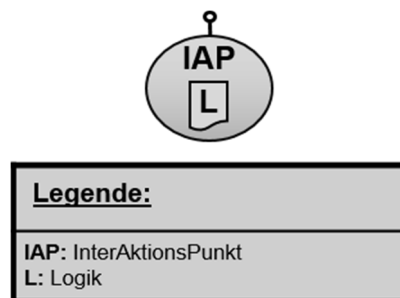 IAP
L
Legende:
IAP: InterAktionsPunkt
L: Logik